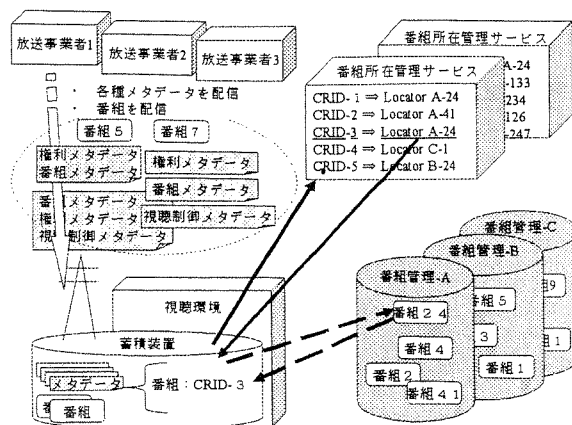 放送事業者1
放送事業者2
放送事業者3
・ 各種メタデータを配信
・ 番組を配信
番組5
番組7
権利メタデータ
番組メタデータ
権利メタデータ
番組メタデータ
番組メタデータ
権利メタデータ
視聴制御メタデータ
視聴制御メタデータ
番組所在管理サービス
A-24
-133
234
126
-247
番組所在管理サービス
CRID-1 ⇒ Locator A-24
CRID-2 ⇒ Locator A-41
CRID-3 ⇒ Locator A-24
CRID-4 ⇒ Locator C-1
CRID-5 ⇒ Locator B-24
視聴環境
蓄積装置
メタデータ
番組
番組：CRID-3
番組管理-C
番組管理-B
番組管理-A
番組24
番組4
番組2
番組41
番組5
3
番組1
9
1